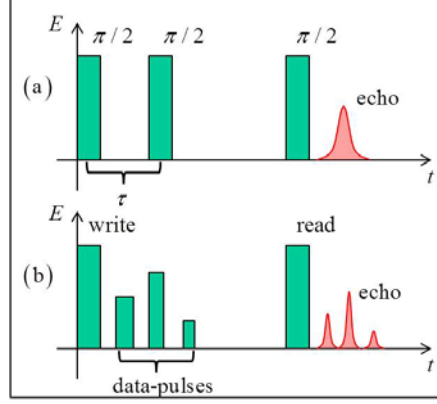 E
π / 2 π / 2 π / 2
(a)
echo
t
τ
E
write read
(b)
echo
t
data-pulses